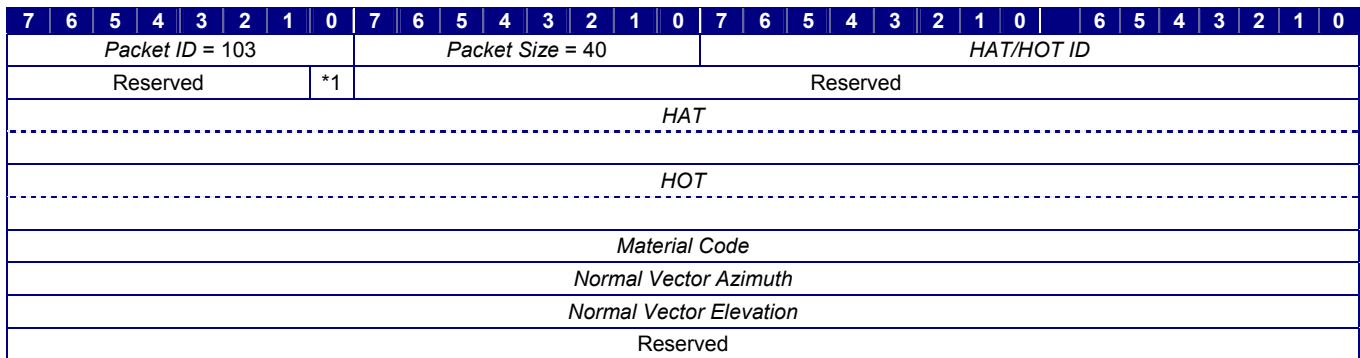 7 6 5 4 3 2 1 0 7 6 5 4 3 2 1 0 7 6 5 4 3 2 1 0 6 5 4 3 2 1 0
Packet ID = 103 Packet Size = 40 HAT/HOT ID
Reserved *1 Reserved
HAT
HOT
Material Code
Normal Vector Azimuth
Normal Vector Elevation
Reserved